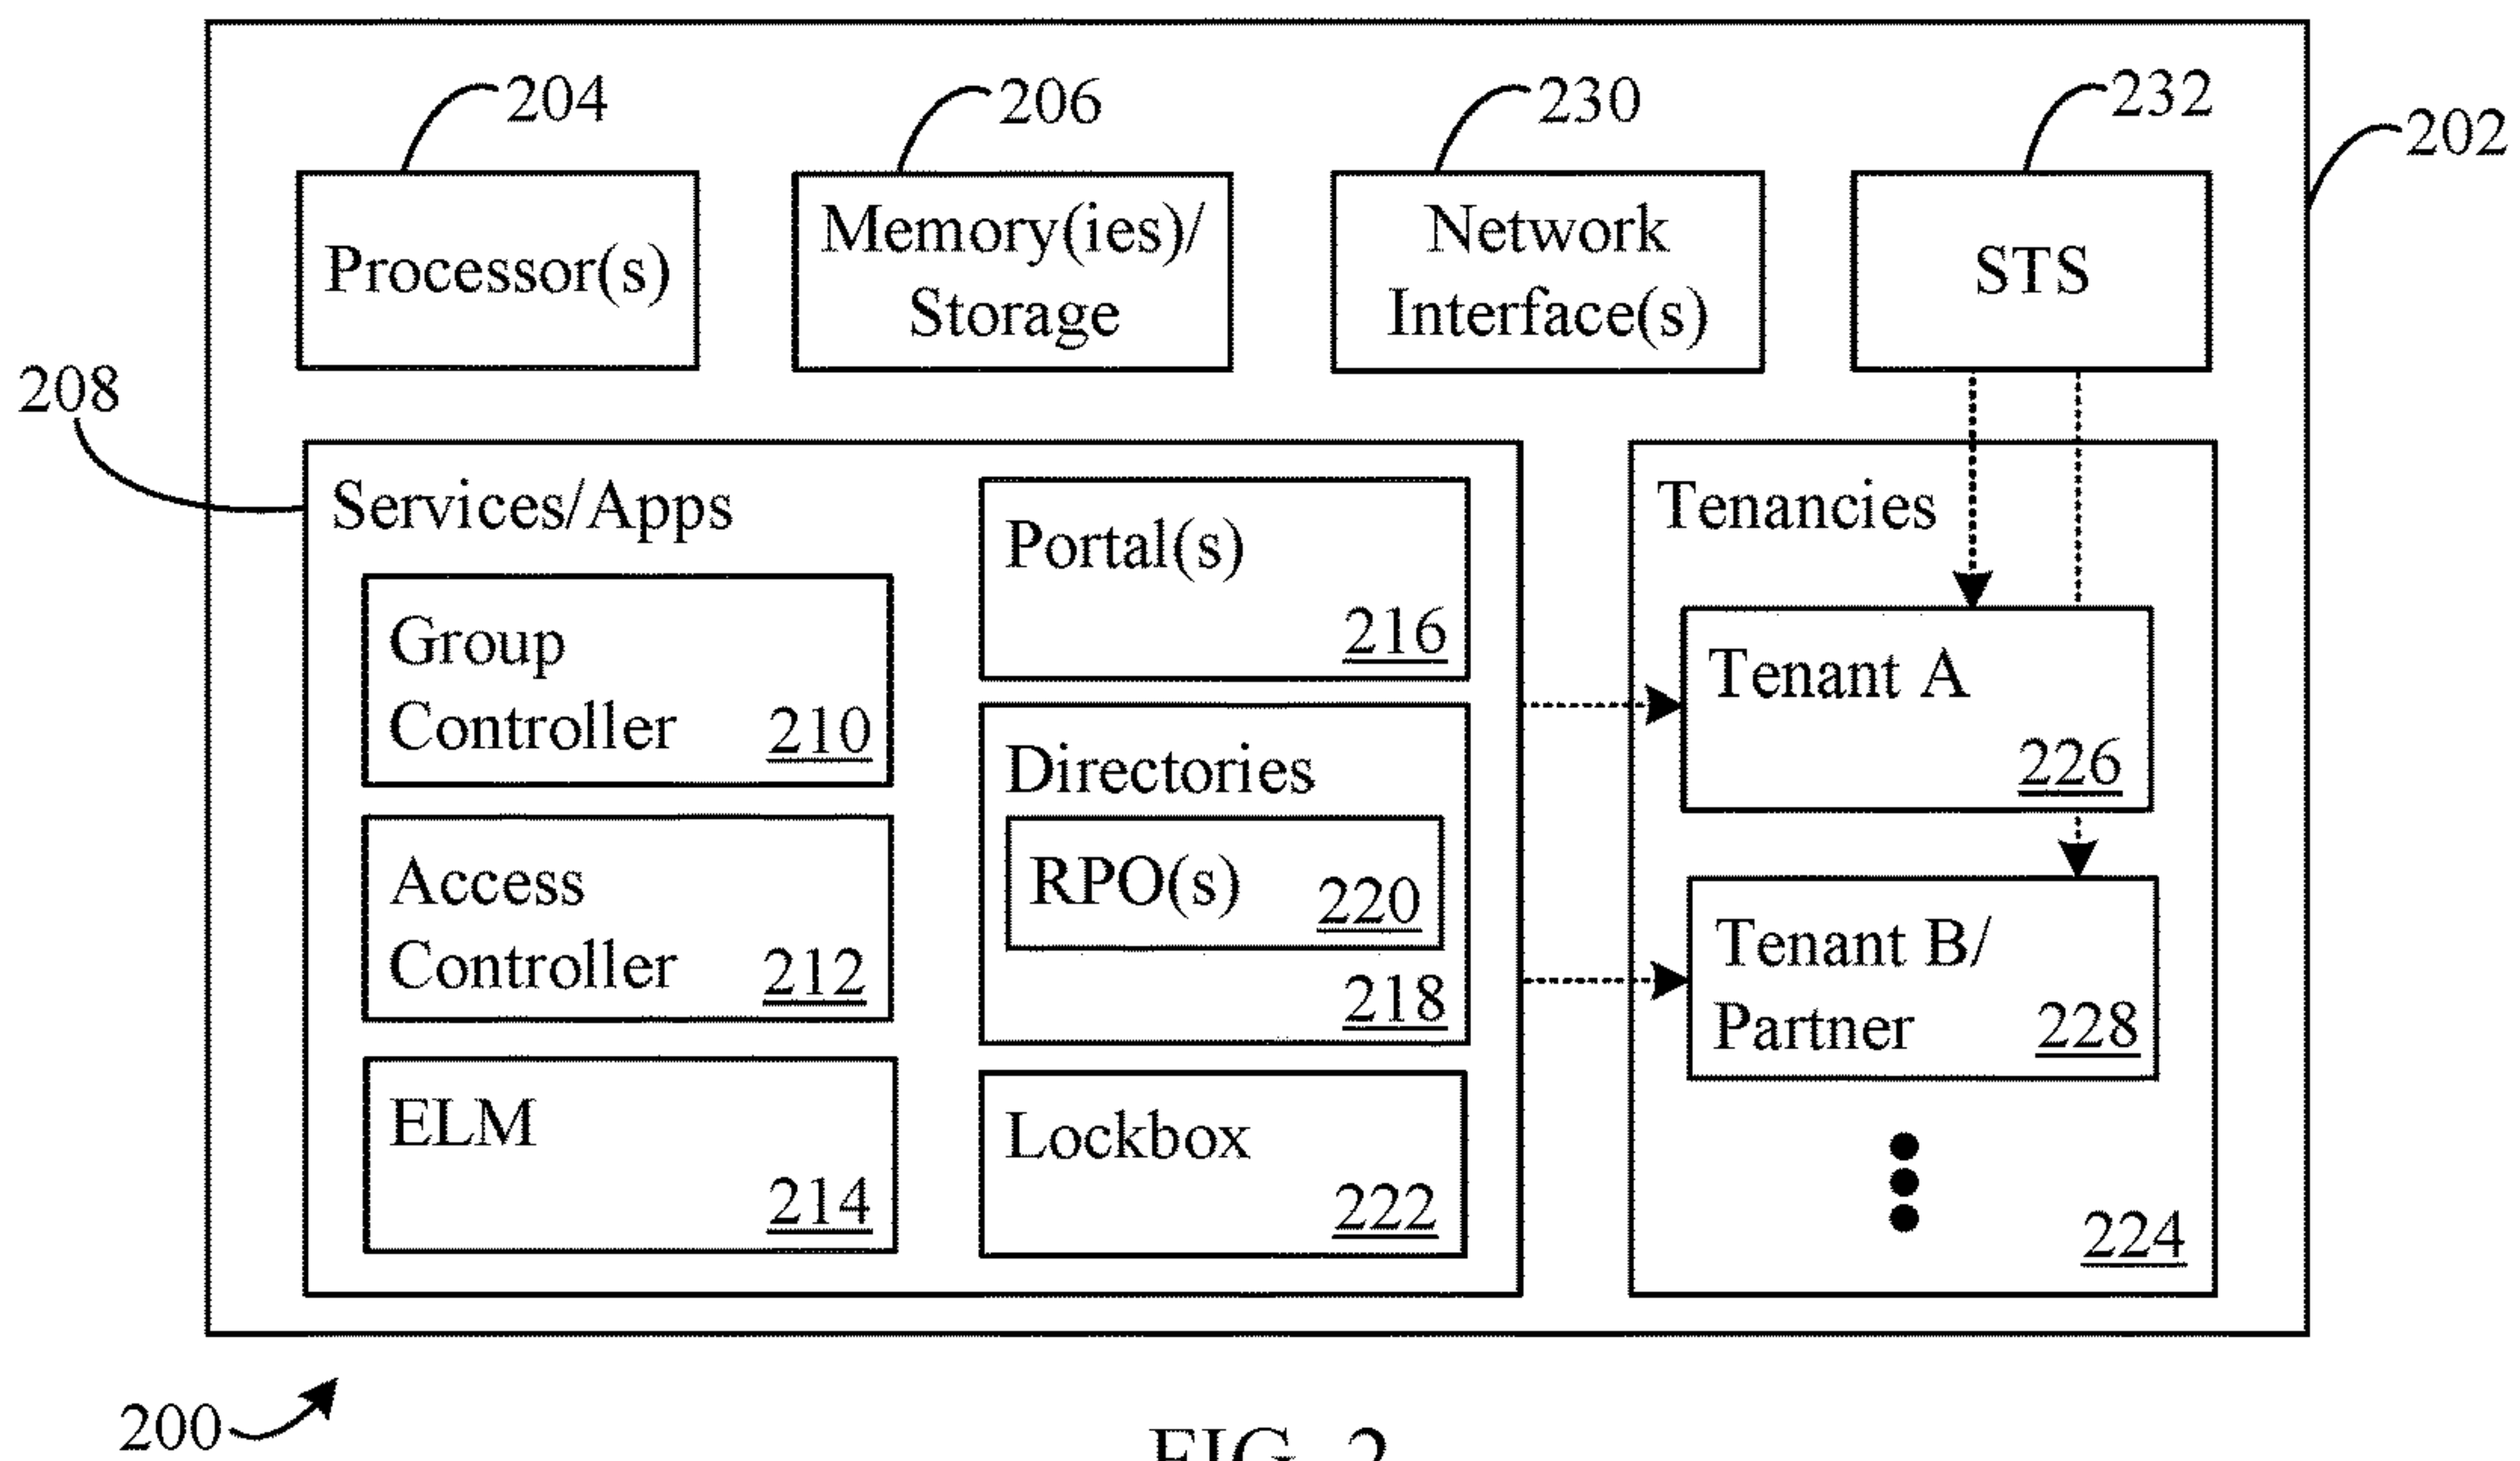 204
206
230
232
202
Processor(s)
Memory(ies)/
Storage
Network
Interface(s)
STS
208
Services/Apps
Group
Controller 210
Access
Controller 212
ELM
214
Portal(s)
216
Directories
RPO(s) 220
218
Lockbox
222
Tenancies
Tenant A
226
Tenant B/
Partner 228
224
200
FIG. 2